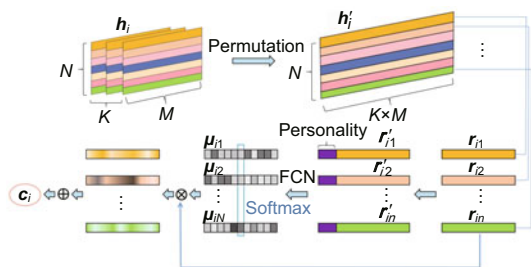 h_i
h'_i
Permutation
N
N
⋮
K
M
K×M
Personality
μ_i1
r'_i1
r_i1
μ_i2
FCN
r'_i2
r_i2
c_i
⊕
⋮
⊗
⋮
Softmax
⋮
⋮
μ_iN
r'_in
r_in